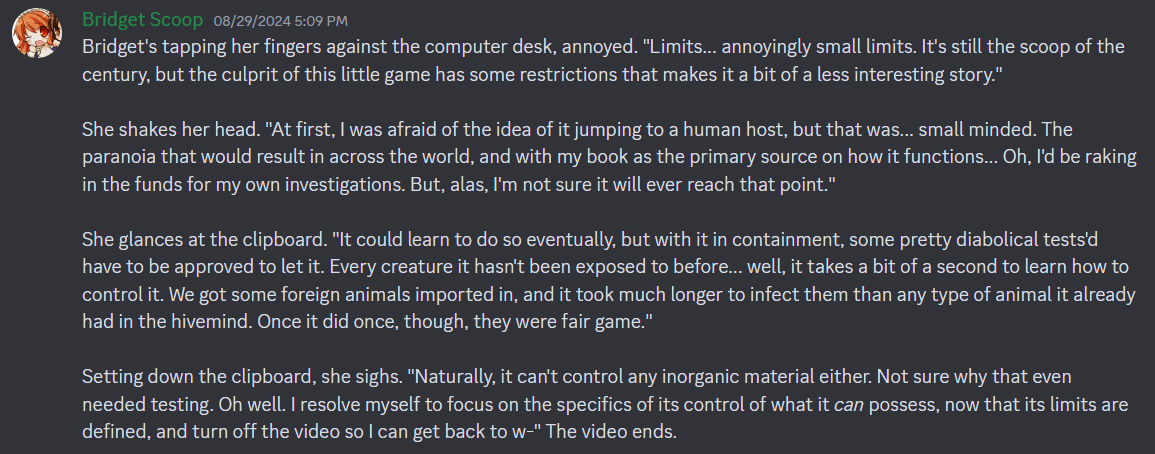 Bridget Scoop 08/29/2024 5:09 PM
Bridget's tapping her fingers against the computer desk, annoyed. "Limits... annoyingly small limits. It's still the scoop of the
century, but the culprit of this little game has some restrictions that makes it a bit of a less interesting story."
She shakes her head. "At first, I was afraid of the idea of it jumping to a human host, but that was... small minded. The
paranoia that would result in across the world, and with my book as the primary source on how it functions... Oh, I'd be raking
in the funds for my own investigations. But, alas, I'm not sure it will ever reach that point."
She glances at the clipboard. "It could learn to do so eventually, but with it in containment, some pretty diabolical tests'd
have to be approved to let it. Every creature it hasn't been exposed to before... well, it takes a bit of a second to learn how to
control it. We got some foreign animals imported in, and it took much longer to infect them than any type of animal it already
had in the hivemind. Once it did once, though, they were fair game."
Setting down the clipboard, she sighs. "Naturally, it can't control any inorganic material either. Not sure why that even
needed testing. Oh well. I resolve myself to focus on the specifics of its control of what it can possess, now that its limits are
defined, and turn off the video so I can get back to w-" The video ends.